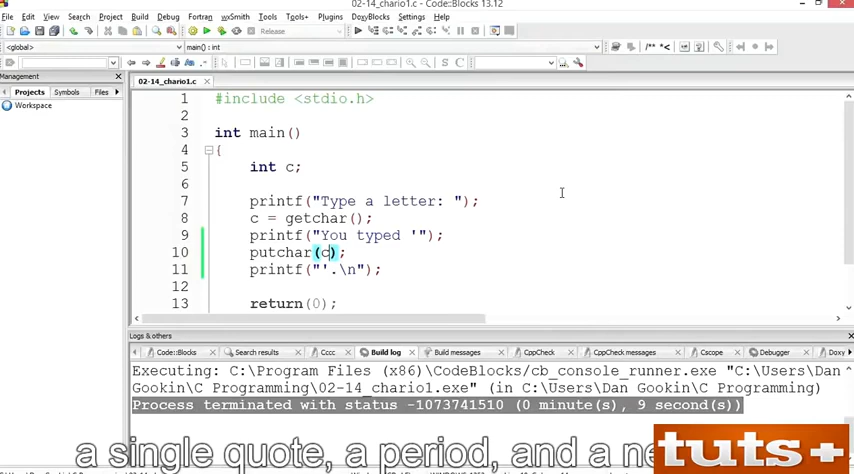 02-14_chario1.c - Code::Blocks 13.12
File Edit View Search Project Build Debug Fortran wxSmith Tools Tools+ Plugins DoxyBlocks Settings Help
Release
<global> main() : int
/** *<
S C
Management
Projects Symbols Files
Workspace
02-14_chario1.c
1 #include <stdio.h>
2
3 int main()
4 {
5 int c;
6
7 printf("Type a letter: ");
8 c = getchar();
9 printf("You typed '");
10 putchar(c);
11 printf("'.\n");
12
13 return(0);
Logs & others
Code::Blocks Search results Cccc Build log Build messages CppCheck CppCheck messages Cscope Debugger Doxy
Executing: C:\Program Files (x86)\CodeBlocks/cb_console_runner.exe "C:\Users\Dan
Gookin\C Programming\02-14_chario1.exe" (in C:\Users\Dan Gookin\C Programming)
Process terminated with status -1073741510 (0 minute(s), 9 second(s))
a single quote, a period, and a ne
tuts+